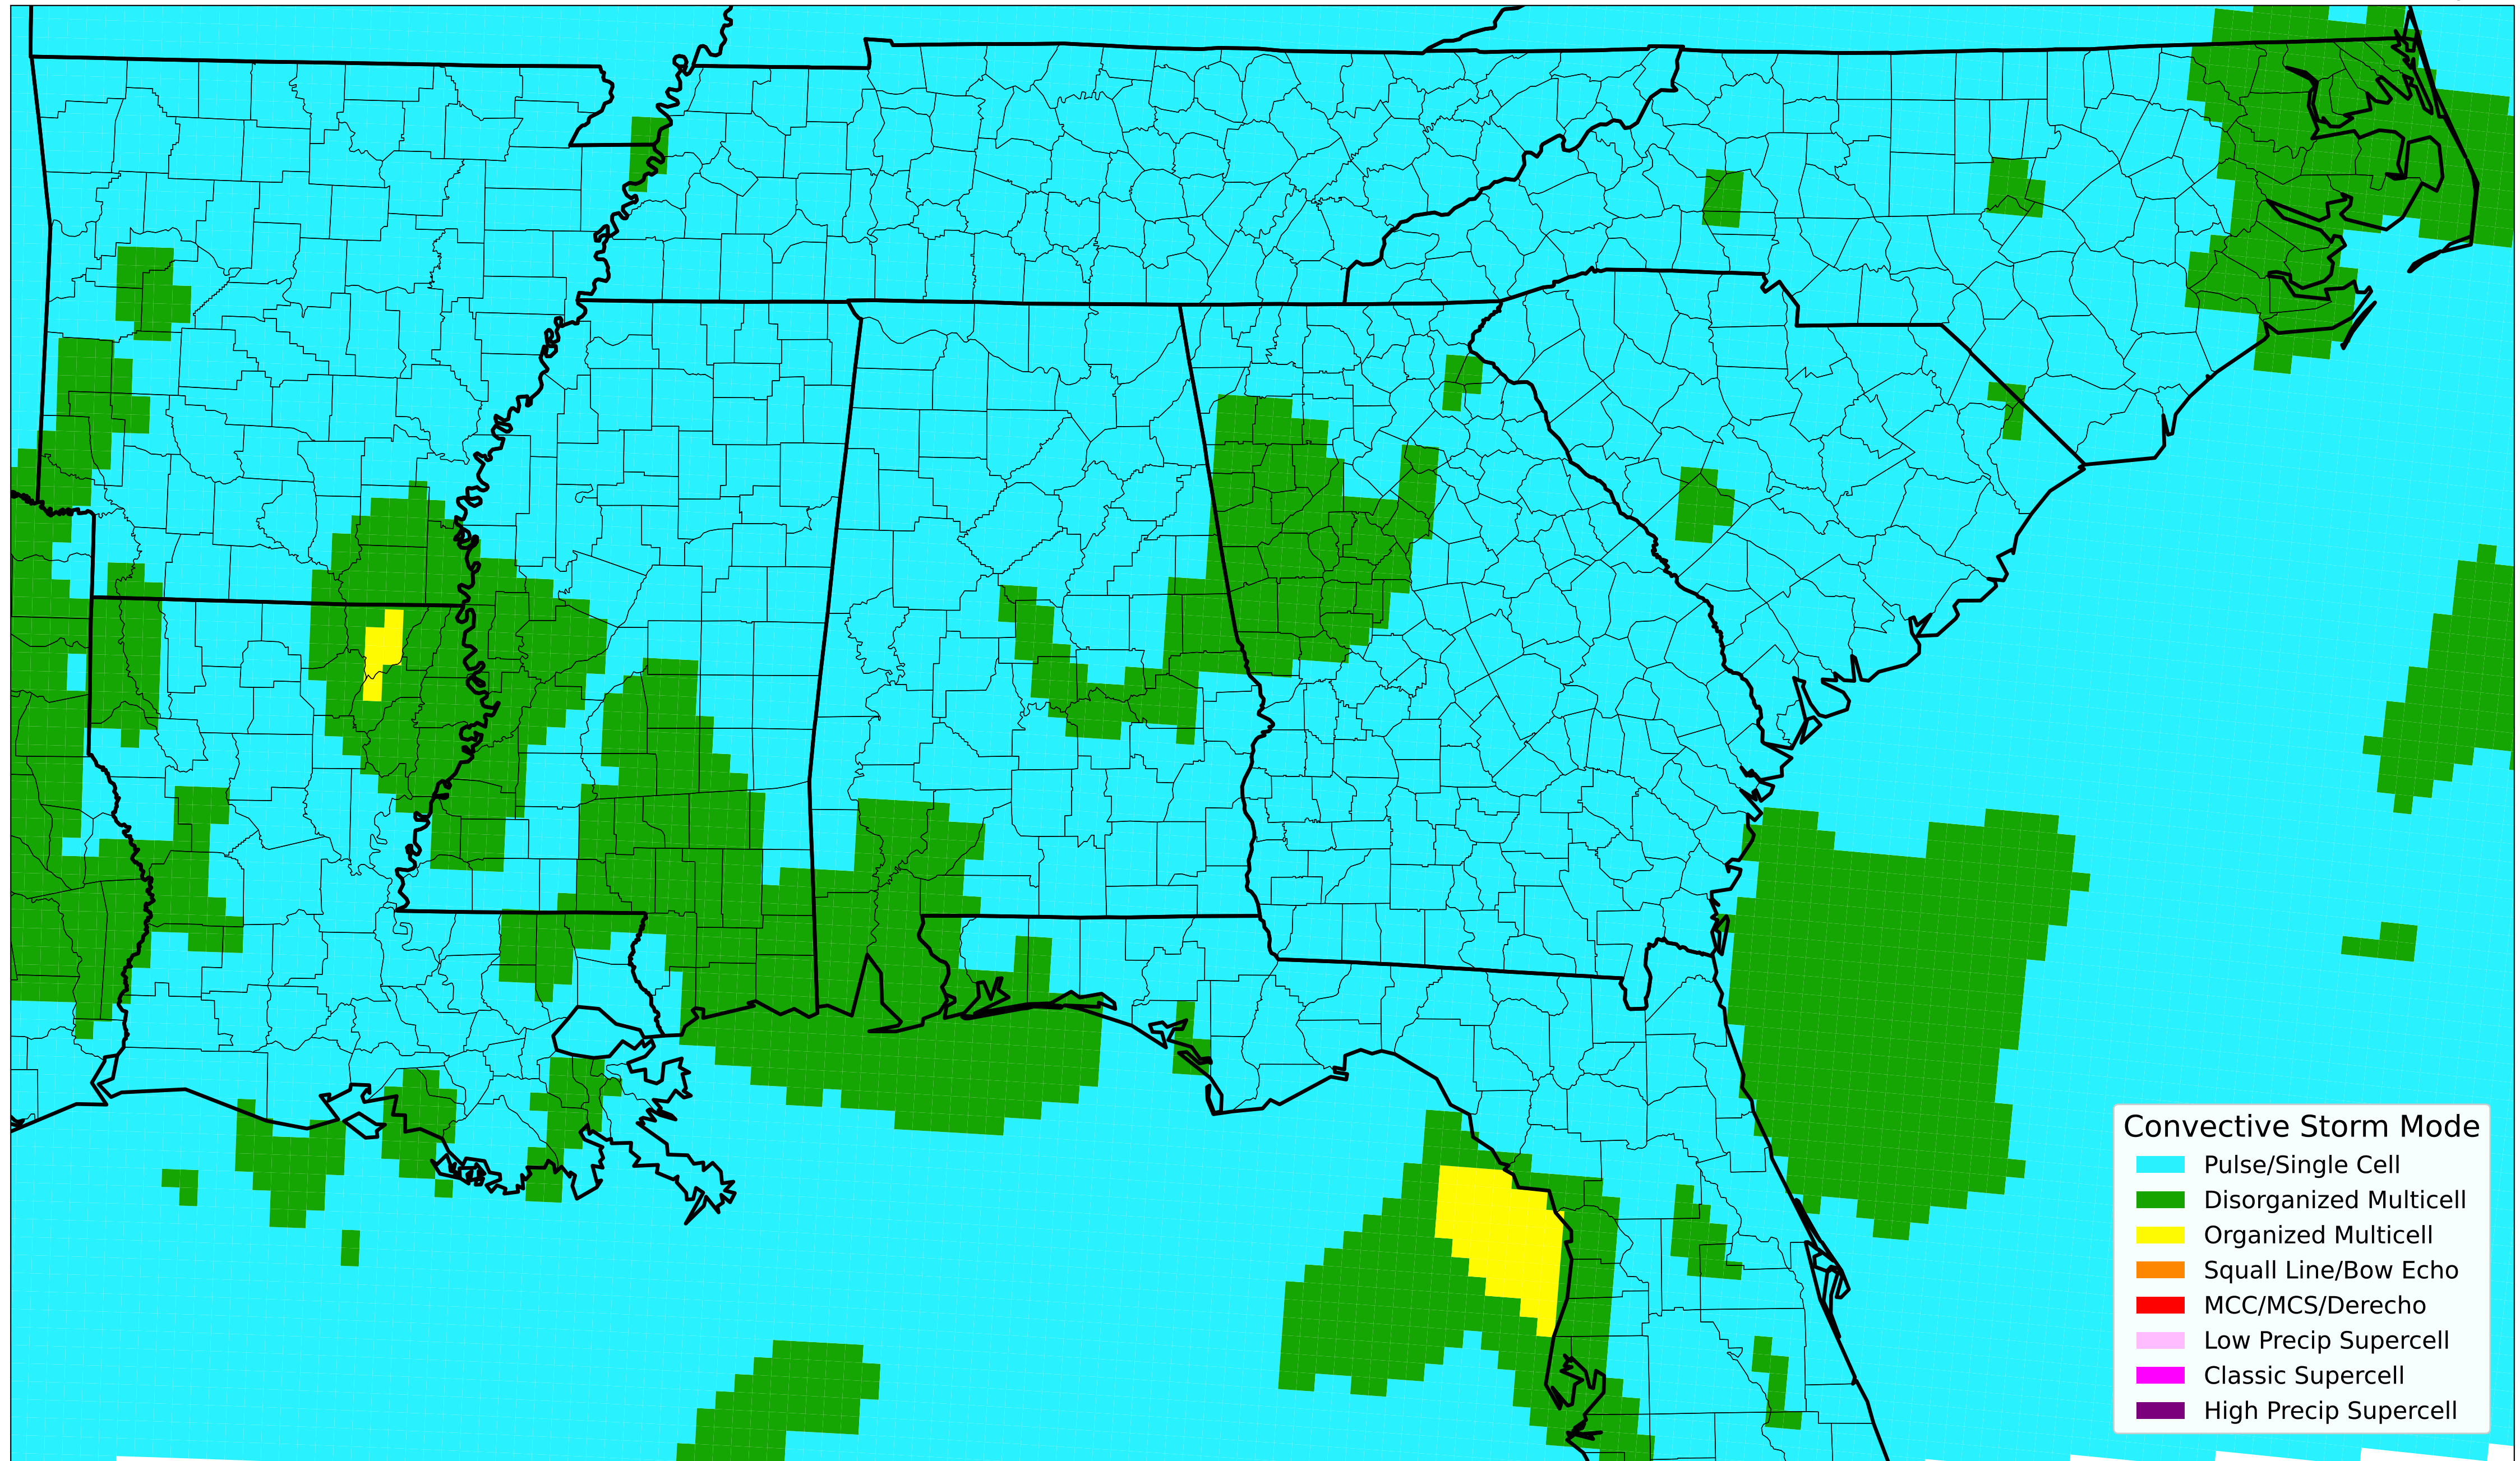 Convective Storm Mode
Pulse/Single Cell
Disorganized Multicell
Organized Multicell
Squall Line/Bow Echo
MCC/MCS/Derecho
Low Precip Supercell
Classic Supercell
High Precip Supercell